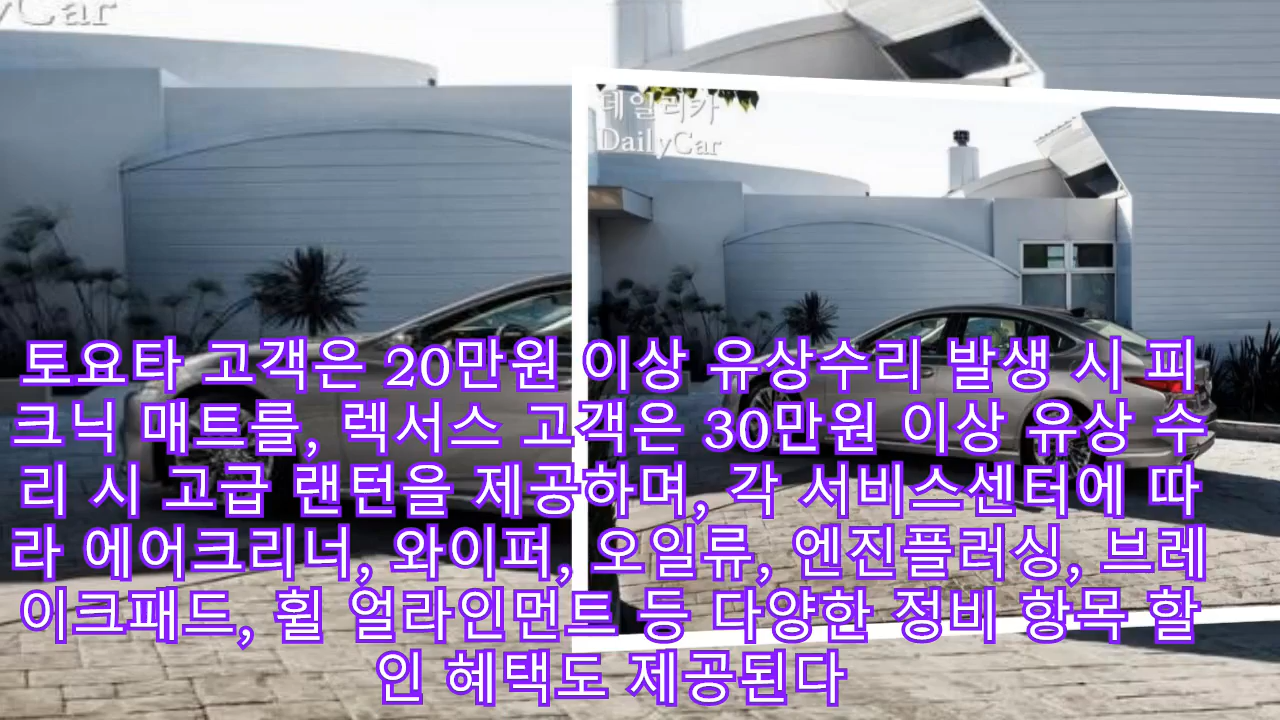 yCar
데일리카
DailyCar
토요타 고객은 20만원 이상 유상수리 발생 시 피
크닉 매트를, 렉서스 고객은 30만원 이상 유상 수
리 시 고급 랜턴을 제공하며, 각 서비스센터에 따
라 에어크리너, 와이퍼, 오일류, 엔진플러싱, 브레
이크패드, 휠 얼라인먼트 등 다양한 정비 항목 할
인 혜택도 제공된다